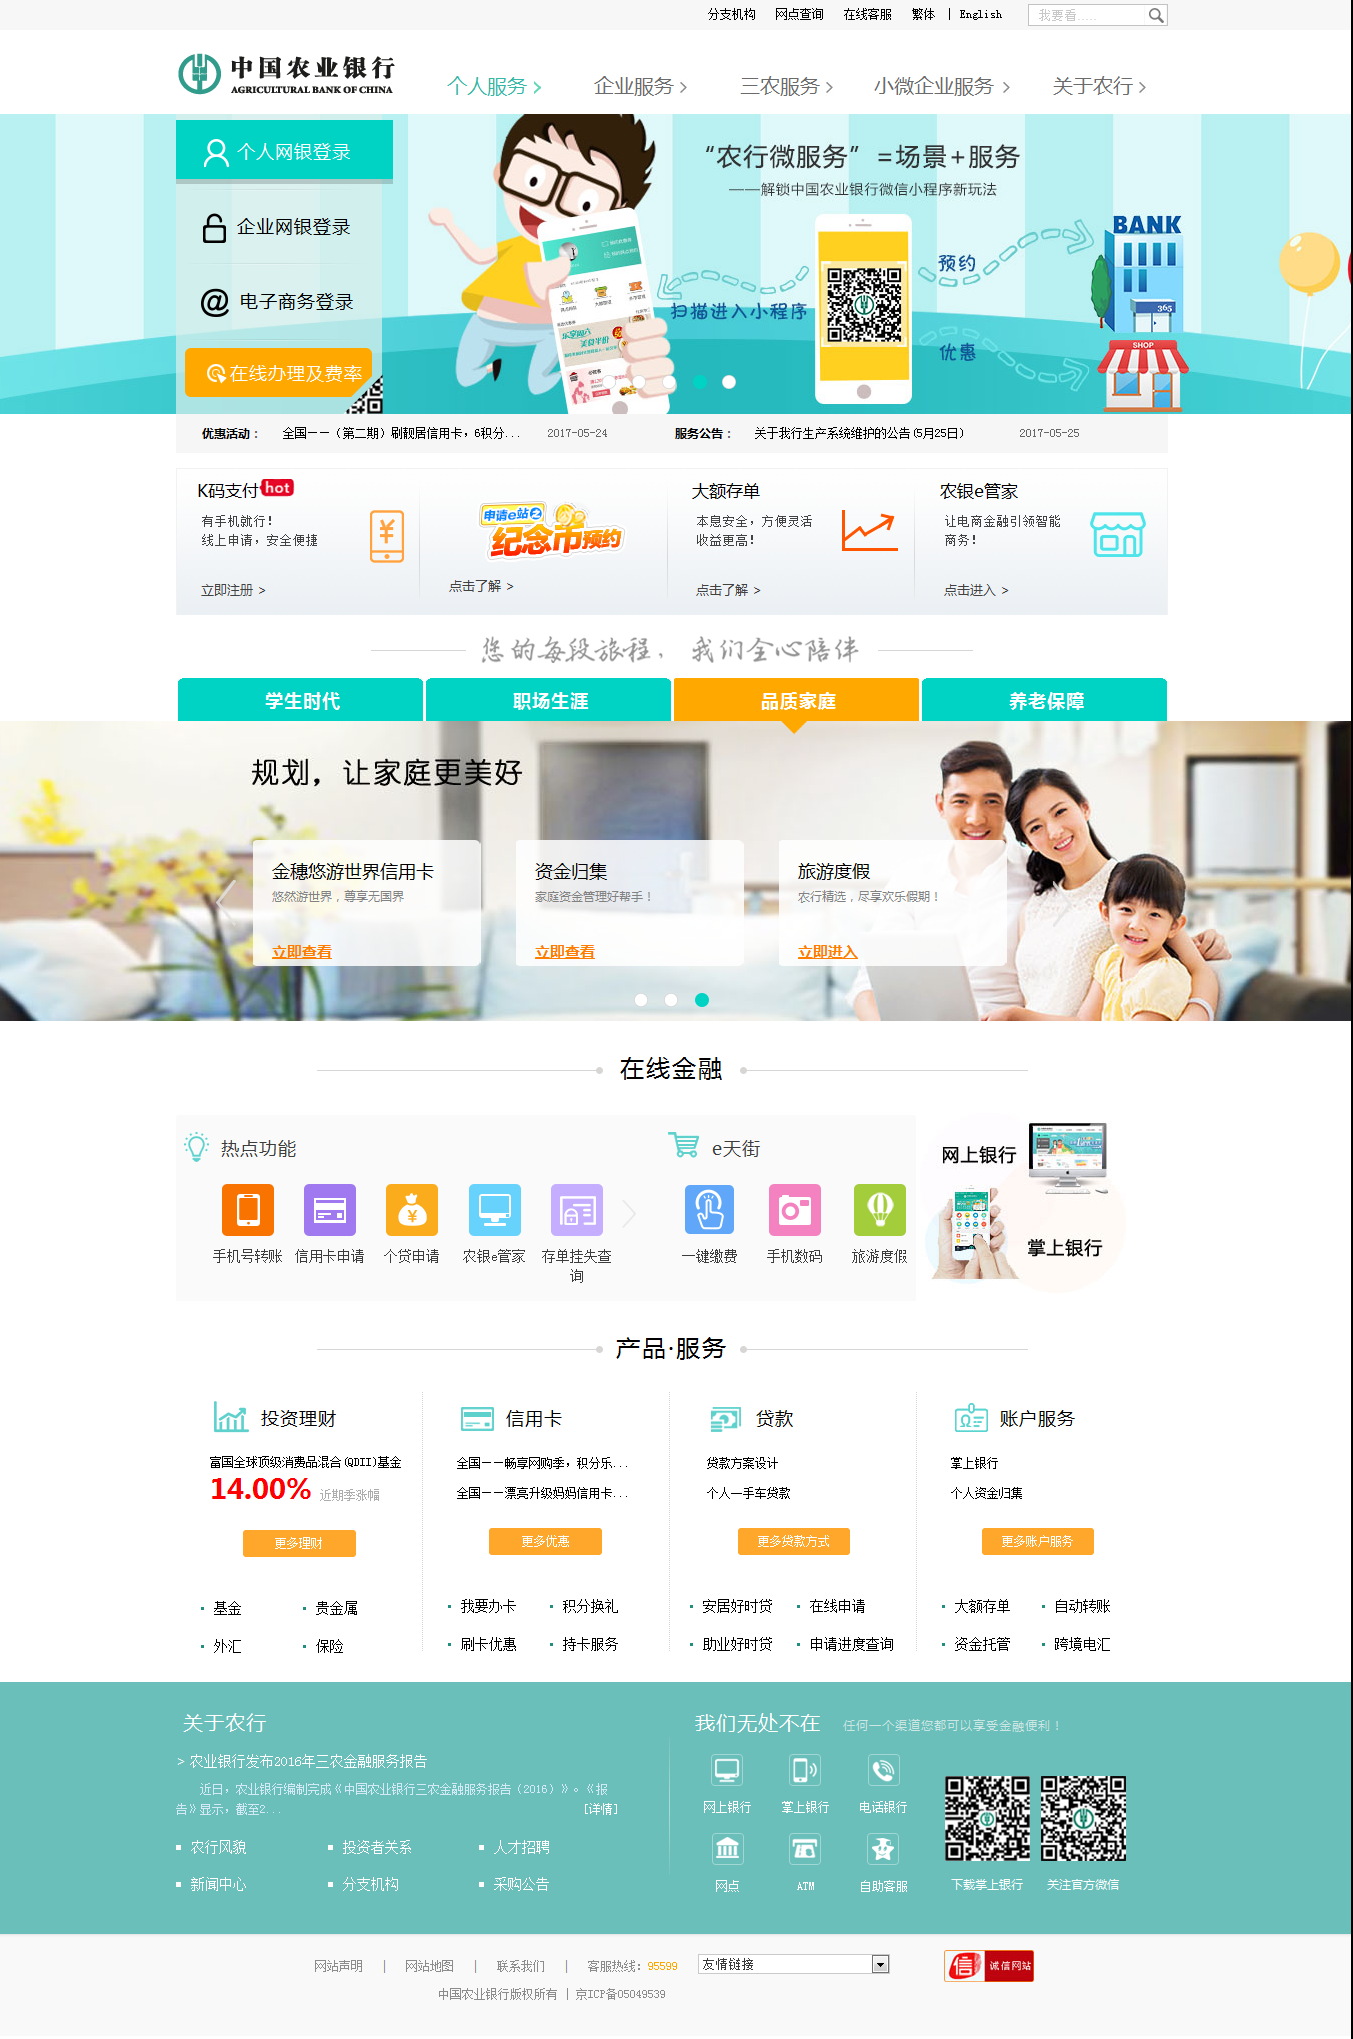 分支机构 网点查询 在线客服 繁体 | English 我要看.....
中国农业银行
AGRICULTURAL BANK OF CHINA
个人服务 企业服务 三农服务 小微企业服务 关于农行
个人网银登录
企业网银登录
电子商务登录
在线办理及费率
“农行微服务”=场景+服务
——解锁中国农业银行微信小程序新玩法
扫描进入小程序
预约
优惠
BANK
365
SHOP
优惠活动： 全国——（第二期）刷靓居信用卡，6积分... 2017-05-24 服务公告： 关于我行生产系统维护的公告(5月25日） 2017-05-25
K码支付 hot
有手机就行！
线上申请，安全便捷
立即注册 >
申请e站之
纪念币预约
点击了解 >
大额存单
本息安全，方便灵活
收益更高！
点击了解 >
农银e管家
让电商金融引领智能
商务！
点击进入 >
您的每段旅程，我们全心陪伴
学生时代 职场生涯 品质家庭 养老保障
规划，让家庭更美好
金穗悠游世界信用卡
悠然游世界，尊享无国界
立即查看
资金归集
家庭资金管理好帮手！
立即查看
旅游度假
农行精选，尽享欢乐假期！
立即进入
在线金融
热点功能
手机号转账 信用卡申请 个贷申请 农银e管家 存单挂失查
询
e天街
一键缴费 手机数码 旅游度假
网上银行
掌上银行
产品·服务
投资理财
富国全球顶级消费品混合(QDII)基金
14.00% 近期季涨幅
更多理财
基金 贵金属
外汇 保险
信用卡
全国——畅享网购季，积分乐...
全国——漂亮升级妈妈信用卡...
更多优惠
我要办卡 积分换礼
刷卡优惠 持卡服务
贷款
贷款方案设计
个人一手车贷款
更多贷款方式
安居好时贷 在线申请
助业好时贷 申请进度查询
账户服务
掌上银行
个人资金归集
更多账户服务
大额存单 自动转账
资金托管 跨境电汇
关于农行
> 农业银行发布2016年三农金融服务报告
近日，农业银行编制完成《中国农业银行三农金融服务报告（2016）》。《报
告》显示，截至2... [详情]
农行风貌 投资者关系 人才招聘
新闻中心 分支机构 采购公告
我们无处不在 任何一个渠道您都可以享受金融便利！
网上银行 掌上银行 电话银行
网点 ATM 自助客服
下载掌上银行 关注官方微信
网站声明 | 网站地图 | 联系我们 | 客服热线：95599 友情链接
信 诚信网站
中国农业银行版权所有 | 京ICP备05049539